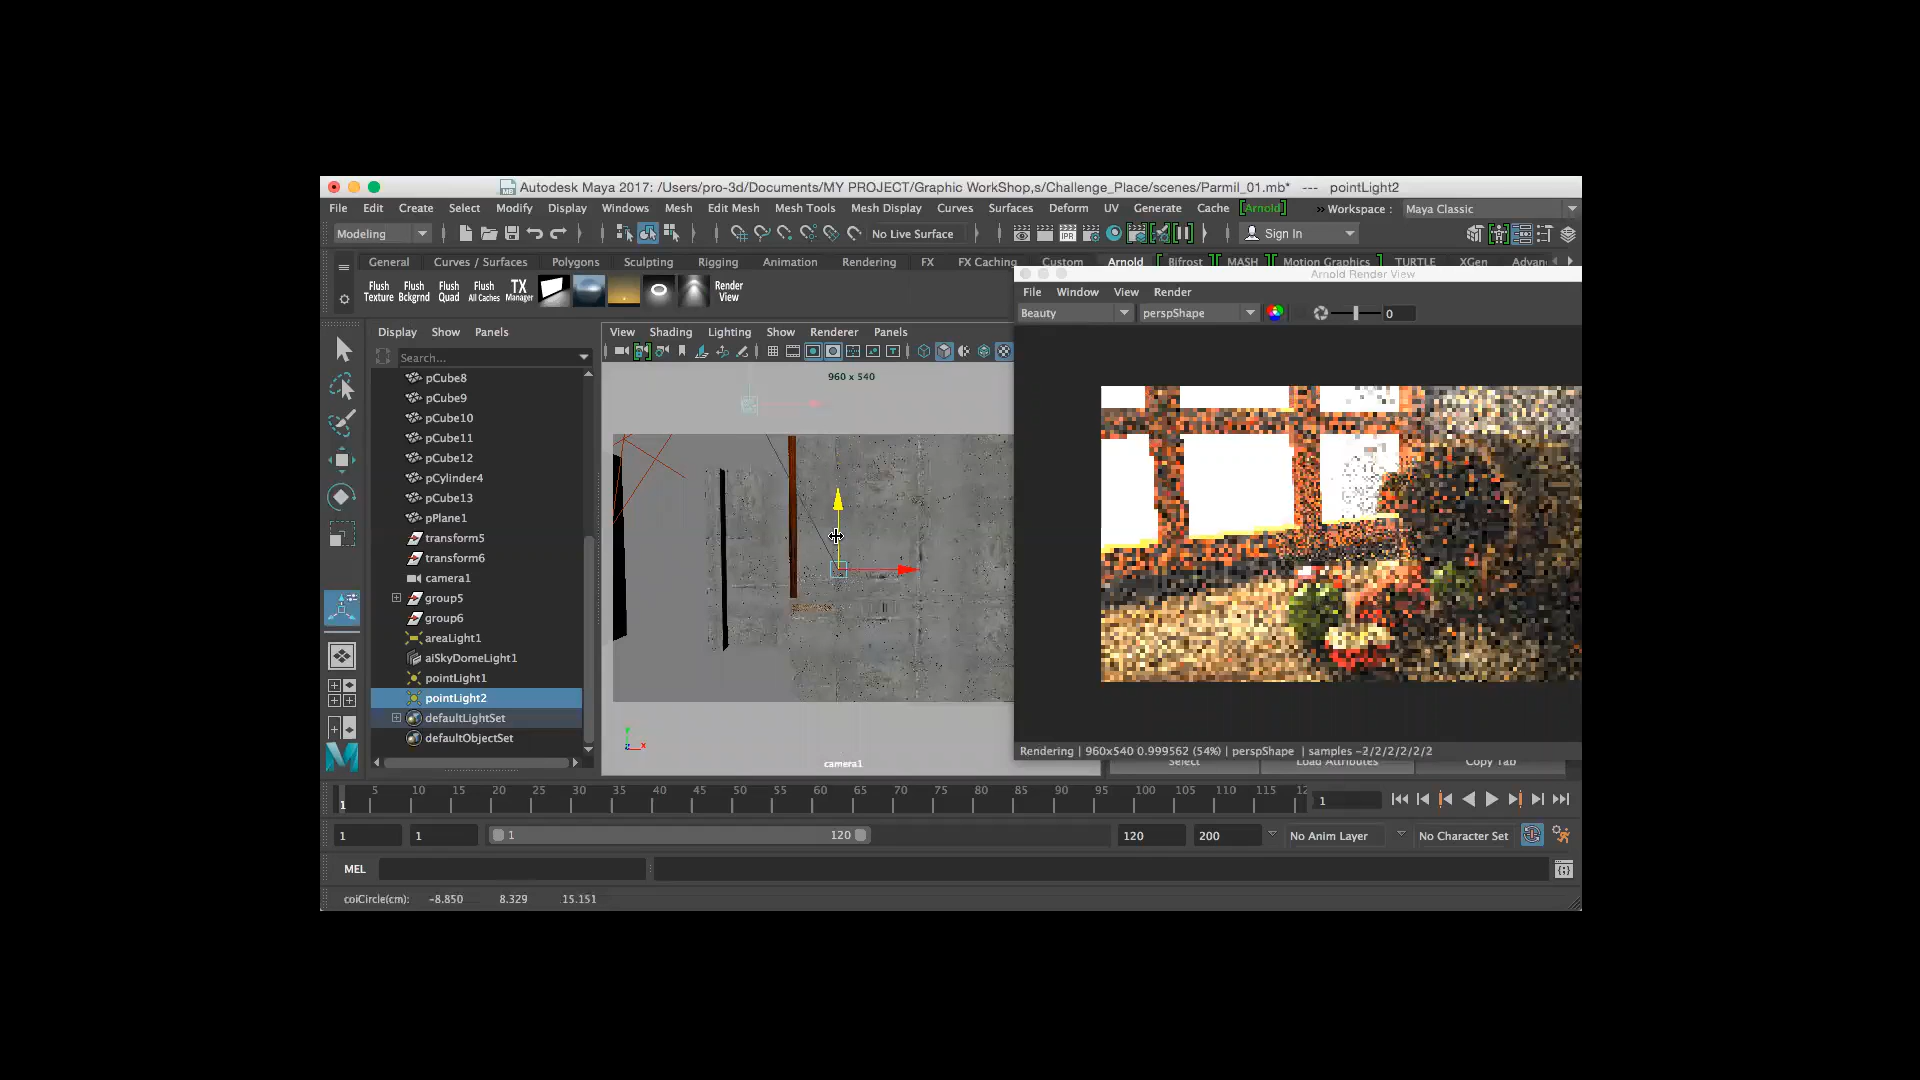 Autodesk Maya 2017: /Users/pro-3d/Documents/MY PROJECT/Graphic WorkShop,s/Challenge_Place/scenes/Parmil_01.mb* --- pointLight2
File Edit Create Select Modify Display Windows Mesh Edit Mesh Mesh Tools Mesh Display Curves Surfaces Deform UV Generate Cache [Arnold] » Workspace : Maya Classic
Modeling No Live Surface IPR Sign In
General Curves / Surfaces Polygons Sculpting Rigging Animation Rendering FX FX Caching Custom Arnold Bifrost MASH Motion Graphics TURTLE XGen Advan
Flush Texture
Flush Bckgrnd
Flush Quad
Flush All Caches
TX Manager
Render View
Display Show Panels
Search...
pCube8
pCube9
pCube10
pCube11
pCube12
pCylinder4
pCube13
pPlane1
transform5
transform6
camera1
group5
group6
areaLight1
aiSkyDomeLight1
pointLight1
pointLight2
defaultLightSet
defaultObjectSet
View Shading Lighting Show Renderer Panels
960 x 540
camera1
Arnold Render View
File Window View Render
Beauty perspShape 0
Rendering | 960x540 0.999562 (54%) | perspShape | samples -2/2/2/2/2/2
Select Load Attributes Copy Tab
1 5 10 15 20 25 30 35 40 45 50 55 60 65 70 75 80 85 90 95 100 105 110 115 12 1
1 1 1 120 120 200 No Anim Layer No Character Set
MEL
coiCircle(cm): -8.850 8.329 15.151